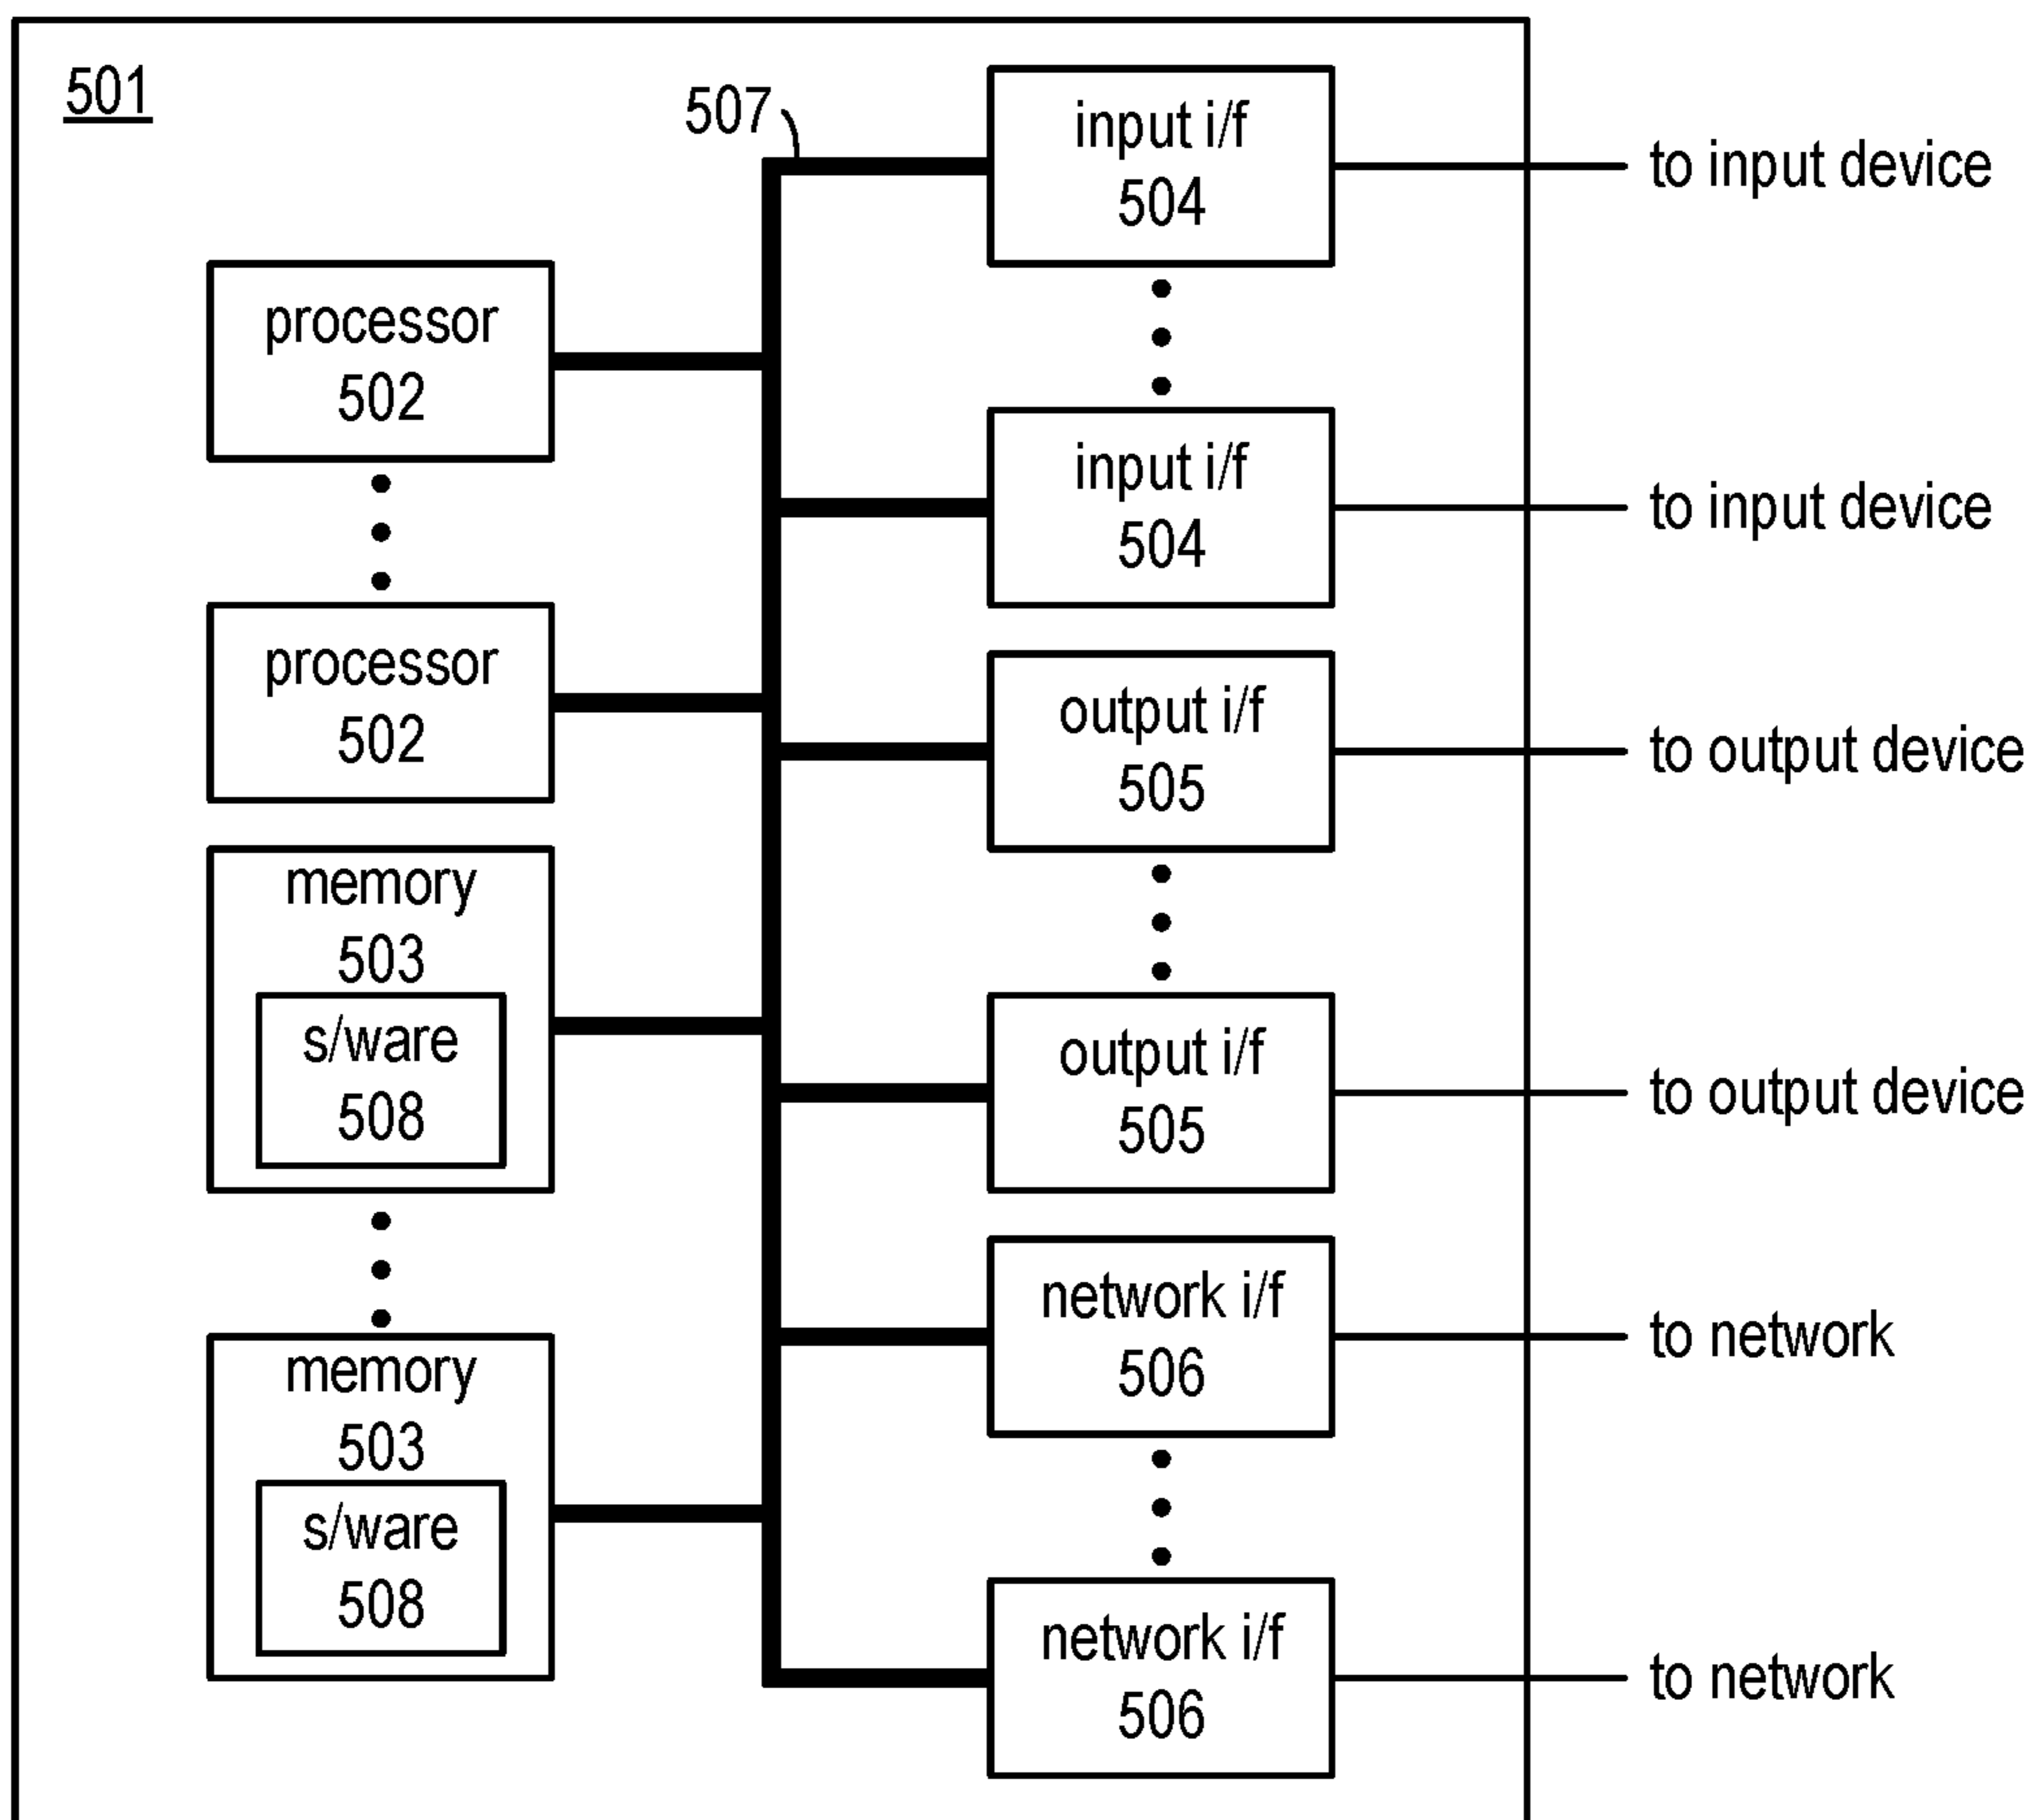 501
507
input i/f
504
to input device
processor
502
input i/f
504
to input device
processor
502
output i/f
505
to output device
memory
503
s/ware
508
output i/f
505
to output device
network i/f
506
to network
memory
503
s/ware
508
network i/f
506
to network